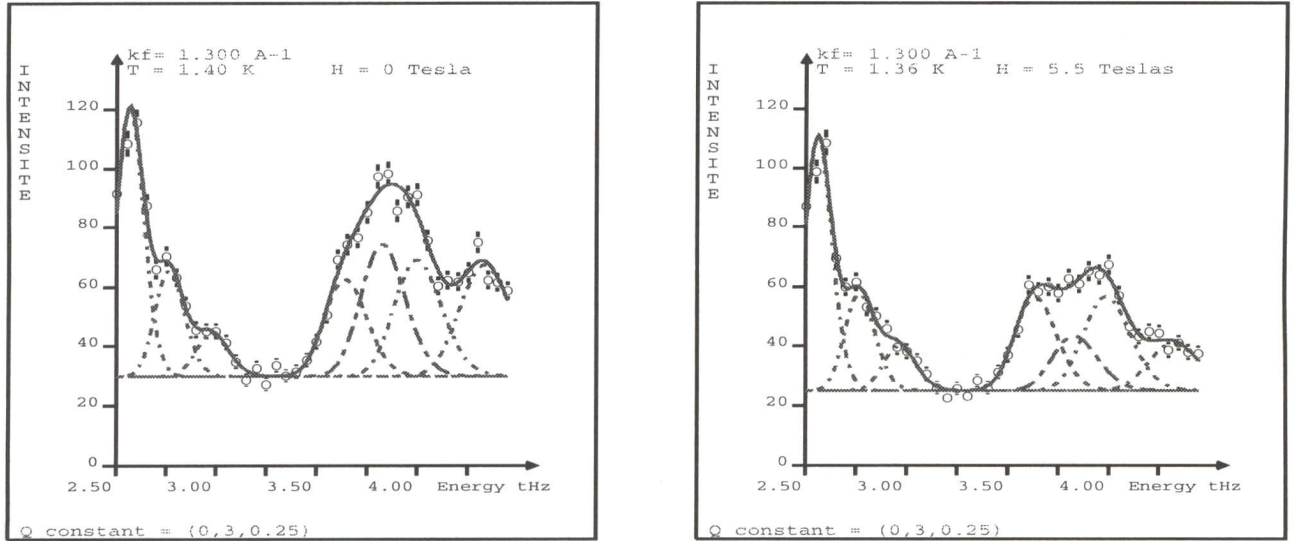 kf= 1.300 A-1
T = 1.40 K H = 0 Tesla
INTENSITE
120
100
80
60
40
20
0
2.50 3.00 3.50 4.00 Energy tHz
Q constant = (0,3,0.25)
kf= 1.300 A-1
T = 1.36 K H = 5.5 Teslas
INTENSITE
120
100
80
60
40
20
0
2.50 3.00 3.50 4.00 Energy tHz
Q constant = (0,3,0.25)